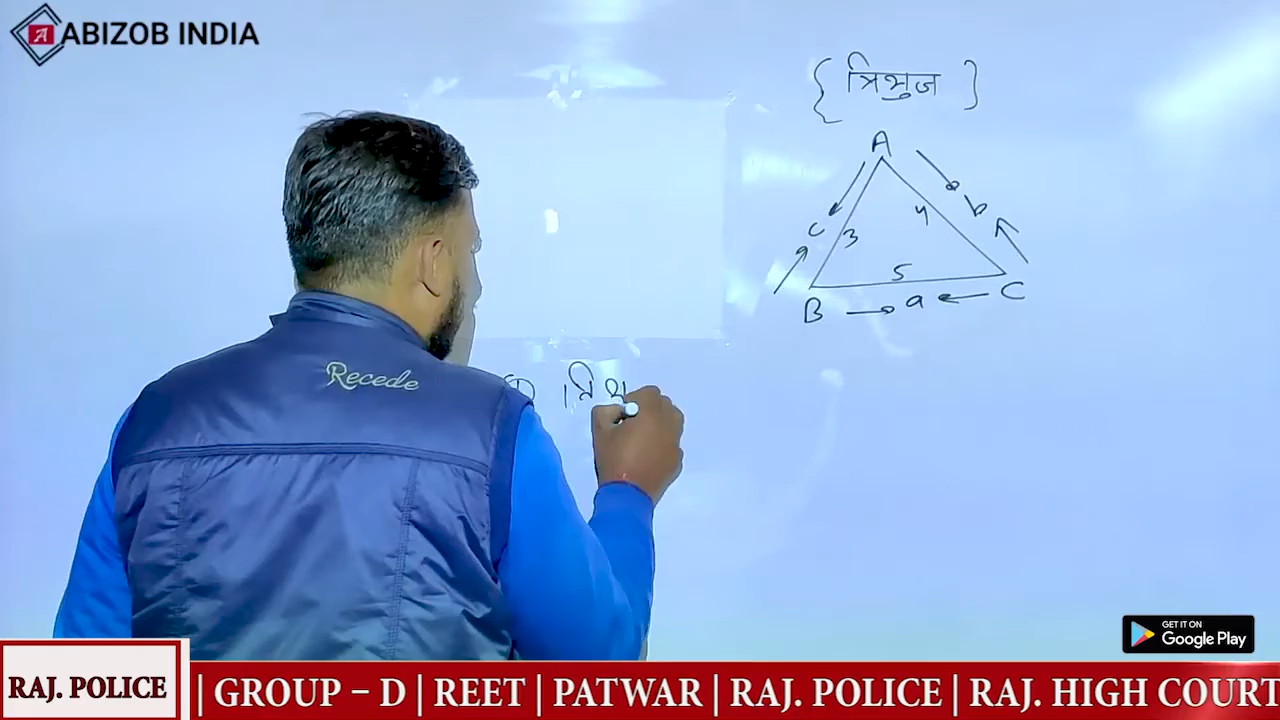 ABIZOB INDIA
{ त्रिभुज }
A
c 3
4 b
5
B a C
Recede
GET IT ON
Google Play
RAJ. POLICE
| GROUP – D | REET | PATWAR | RAJ. POLICE | RAJ. HIGH COURT